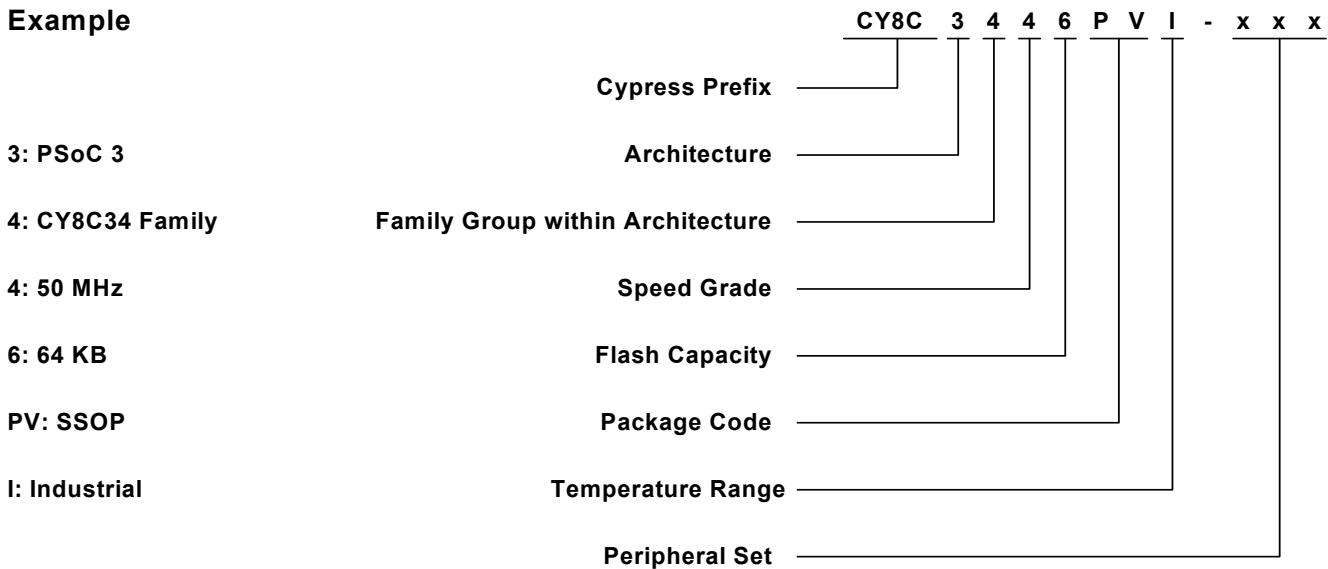 Example CY8C 3 4 4 6 P V I - x x x
Cypress Prefix
3: PSoC 3 Architecture
4: CY8C34 Family Family Group within Architecture
4: 50 MHz Speed Grade
6: 64 KB Flash Capacity
PV: SSOP Package Code
I: Industrial Temperature Range
Peripheral Set